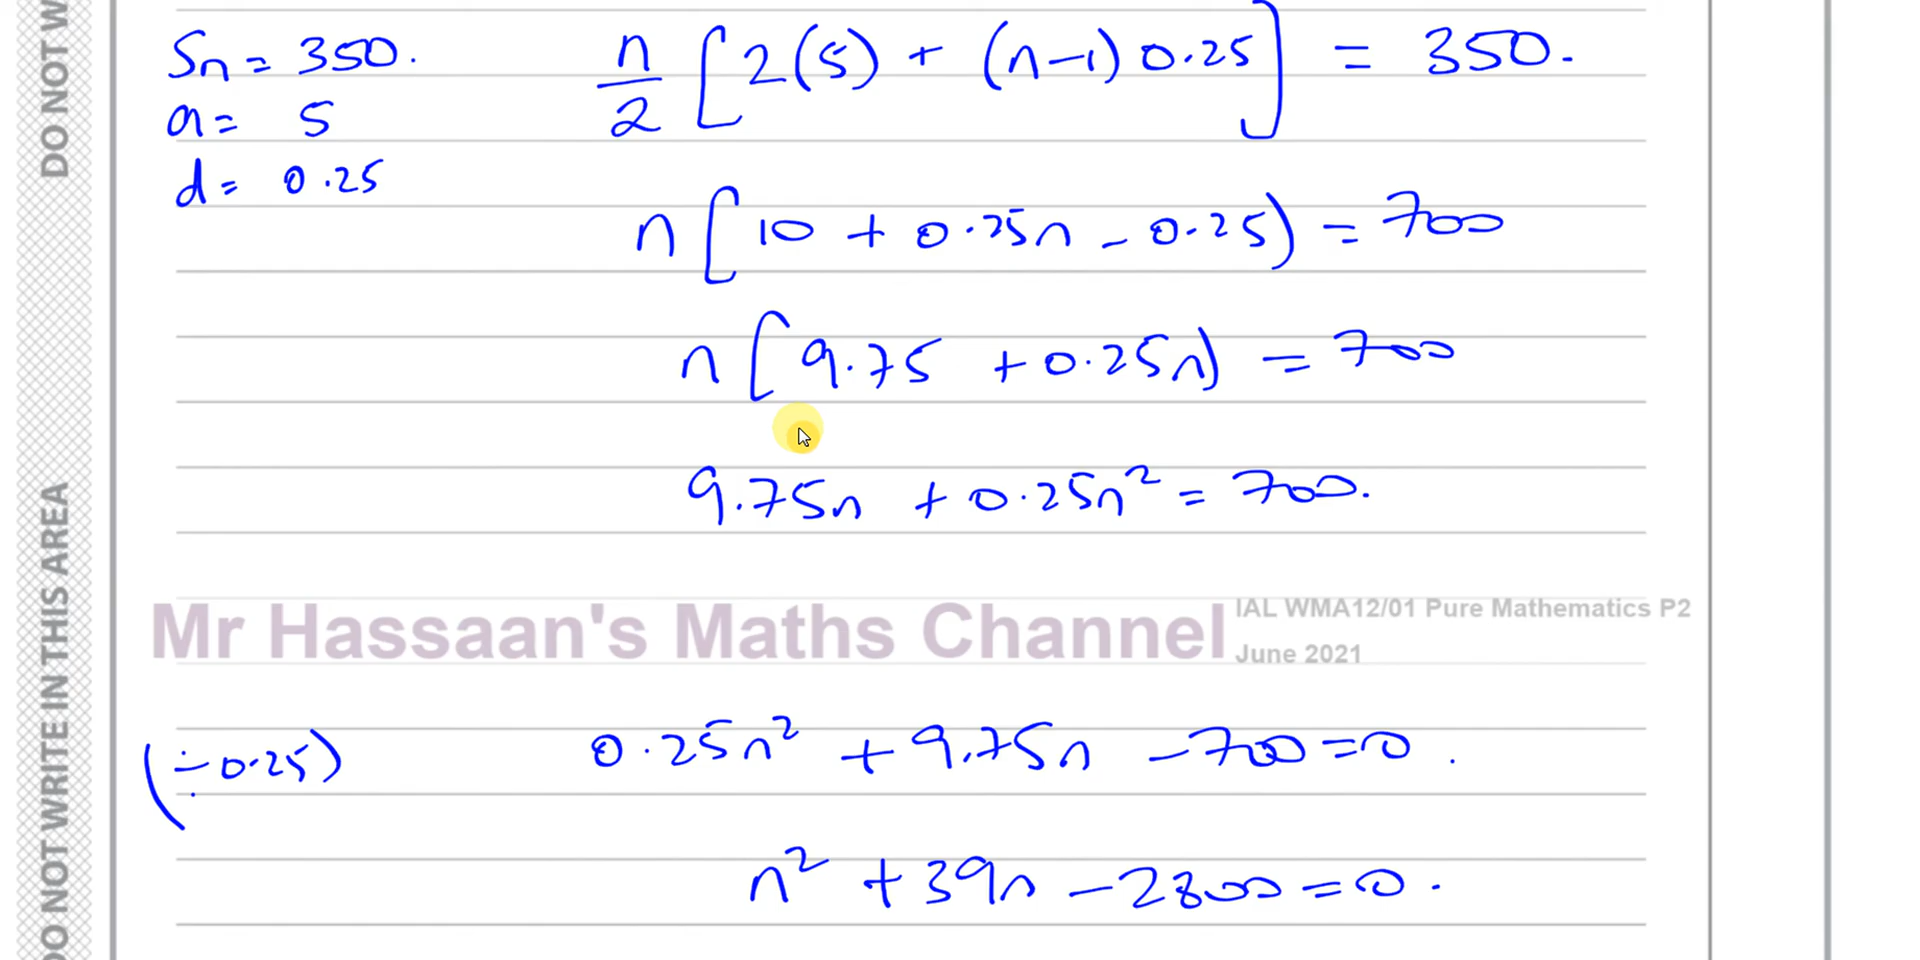 DO NOT W
DO NOT WRITE IN THIS AREA
Sn = 350.
a = 5
d = 0.25
n/2 [2(5) + (n-1) 0.25] = 350.
n [10 + 0.25n - 0.25) = 700
n [9.75 + 0.25n) = 700
9.75n + 0.25n² = 700.
Mr Hassaan's Maths Channel
IAL WMA12/01 Pure Mathematics P2
June 2021
(÷0.25)
0.25n² + 9.75n - 700 = 0.
n² + 39n - 2800 = 0.